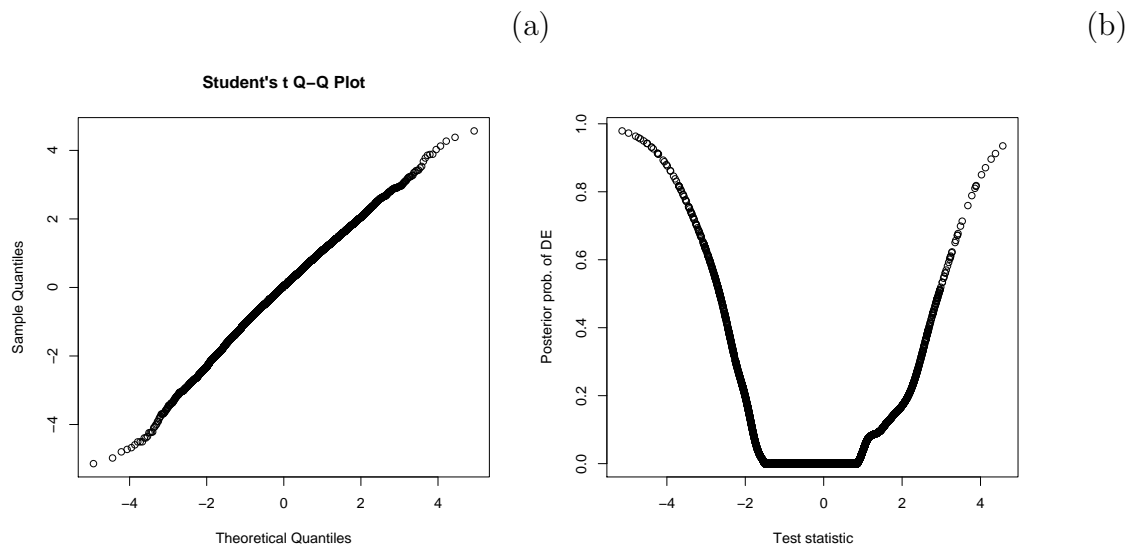 (a)
(b)
Student's t Q−Q Plot
Sample Quantiles
4
2
0
−2
−4
−4 −2 0 2 4
Theoretical Quantiles
Posterior prob. of DE
1.0
0.8
0.6
0.4
0.2
0.0
−4 −2 0 2 4
Test statistic